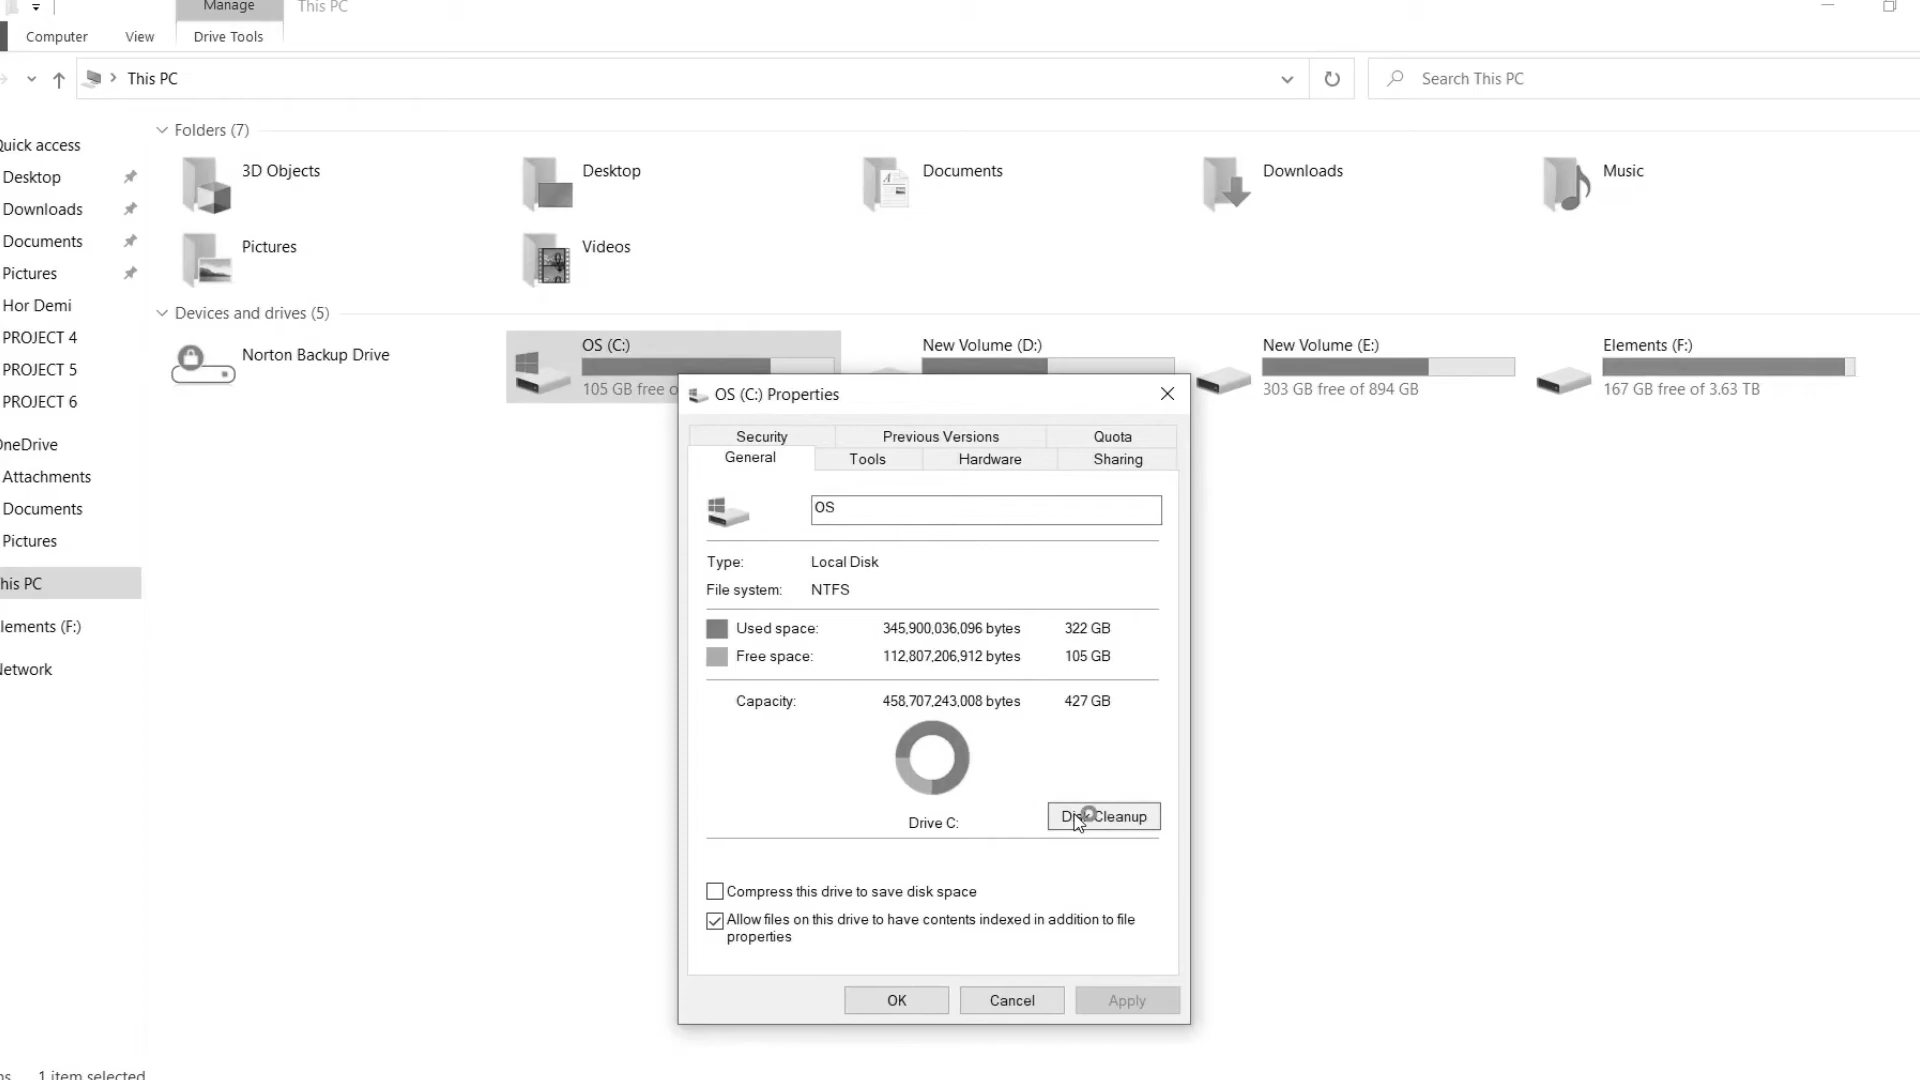 Manage
This PC
Computer
View
Drive Tools
This PC
Search This PC
Quick access
Desktop
Downloads
Documents
Pictures
Hor Demi
PROJECT 4
PROJECT 5
PROJECT 6
OneDrive
Attachments
Documents
Pictures
This PC
Elements (F:)
Network
Folders (7)
3D Objects
Desktop
Documents
Downloads
Music
Pictures
Videos
Devices and drives (5)
Norton Backup Drive
OS (C:)
105 GB free o
New Volume (D:)
New Volume (E:)
303 GB free of 894 GB
Elements (F:)
167 GB free of 3.63 TB
OS (C:) Properties
Security
Previous Versions
Quota
General
Tools
Hardware
Sharing
OS
Type: Local Disk
File system: NTFS
Used space: 345,900,036,096 bytes 322 GB
Free space: 112,807,206,912 bytes 105 GB
Capacity: 458,707,243,008 bytes 427 GB
Drive C:
Disk Cleanup
Compress this drive to save disk space
Allow files on this drive to have contents indexed in addition to file
properties
OK
Cancel
Apply
1 item selected